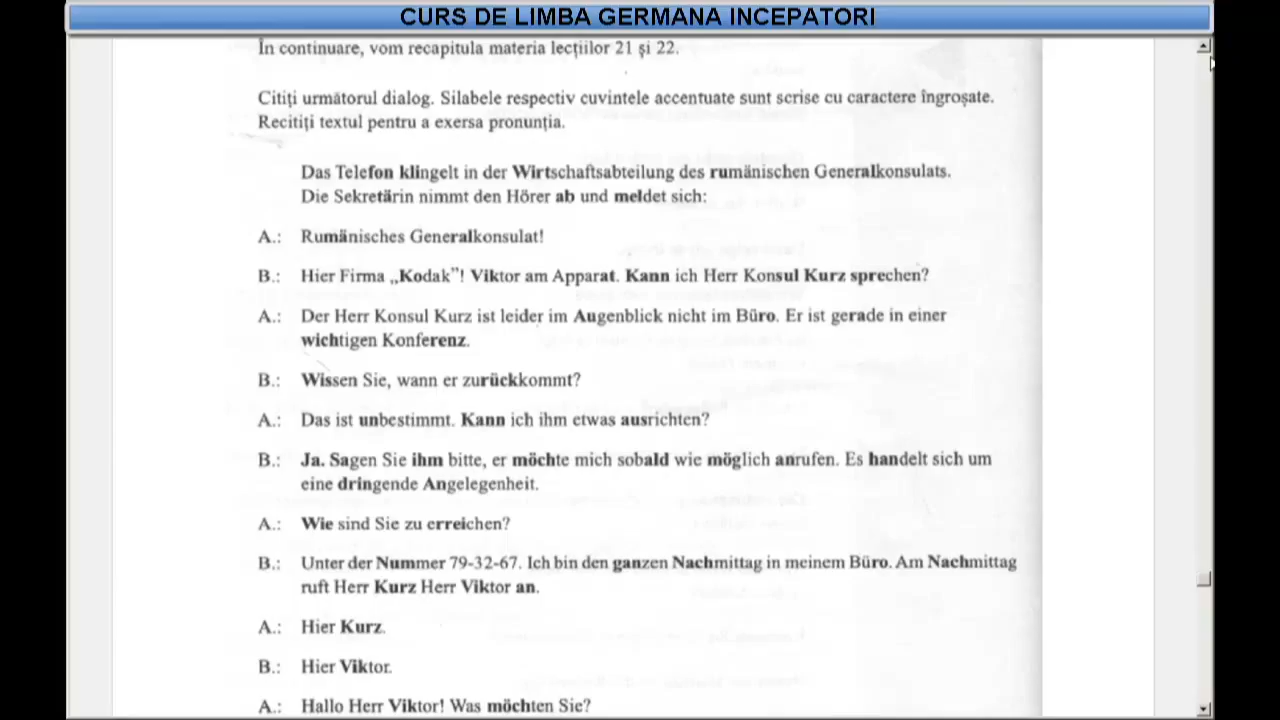 CURS DE LIMBA GERMANA INCEPATORI
În continuare, vom recapitula materia lecțiilor 21 și 22.
Citiți următorul dialog. Silabele respectiv cuvintele accentuate sunt scrise cu caractere îngroșate.
Recitiți textul pentru a exersa pronunția.
Das Telefon klingelt in der Wirtschaftsabteilung des rumänischen Generalkonsulats.
Die Sekretärin nimmt den Hörer ab und meldet sich:
A.: Rumänisches Generalkonsulat!
B.: Hier Firma „Kodak”! Viktor am Apparat. Kann ich Herr Konsul Kurz sprechen?
A.: Der Herr Konsul Kurz ist leider im Augenblick nicht im Büro. Er ist gerade in einer
wichtigen Konferenz.
B.: Wissen Sie, wann er zurückkommt?
A.: Das ist unbestimmt. Kann ich ihm etwas ausrichten?
B.: Ja. Sagen Sie ihm bitte, er möchte mich sobald wie möglich anrufen. Es handelt sich um
eine dringende Angelegenheit.
A.: Wie sind Sie zu erreichen?
B.: Unter der Nummer 79-32-67. Ich bin den ganzen Nachmittag in meinem Büro. Am Nachmittag
ruft Herr Kurz Herr Viktor an.
A.: Hier Kurz.
B.: Hier Viktor.
A.: Hallo Herr Viktor! Was möchten Sie?